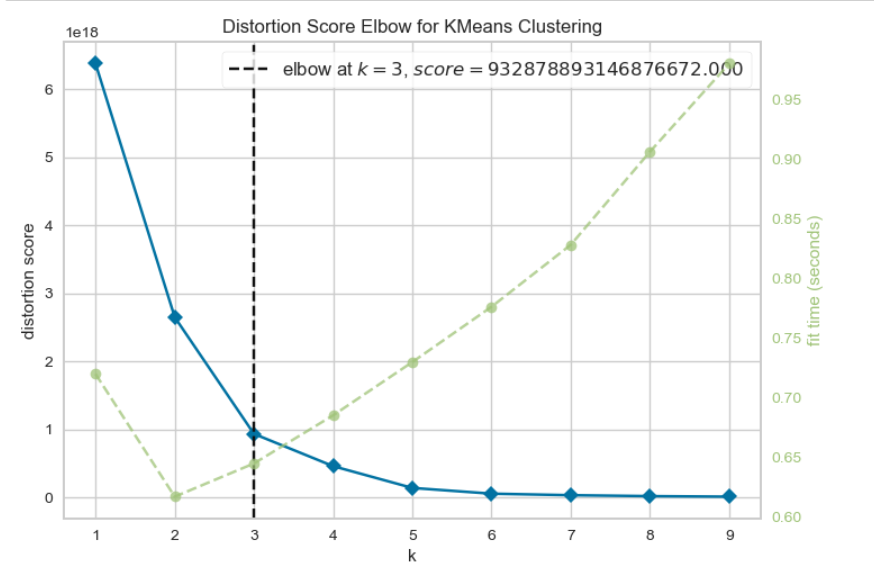 Distortion Score Elbow for KMeans Clustering
1e18
elbow at k = 3, score = 932878893146876672.000
6
5
4
3
2
1
0
distortion score
0.95
0.90
0.85
0.80
0.75
0.70
0.65
0.60
fit time (seconds)
1 2 3 4 5 6 7 8 9
k